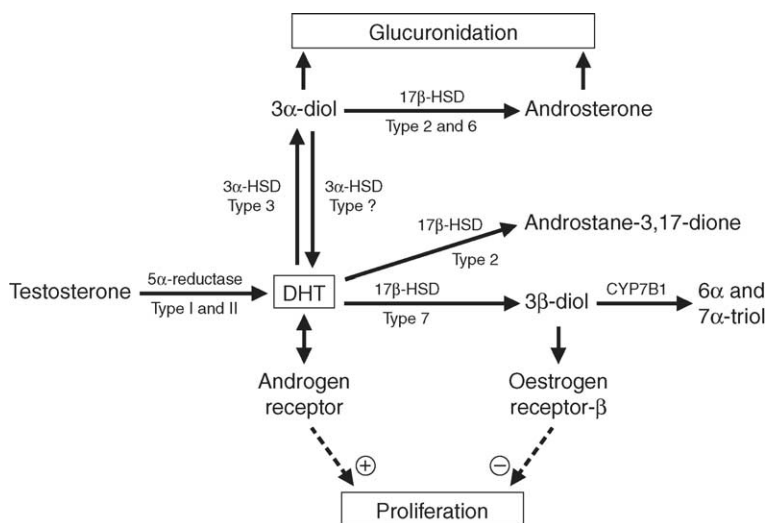 Glucuronidation
3α-diol
17β-HSD
Type 2 and 6
Androsterone
3α-HSD
Type 3
3α-HSD
Type ?
17β-HSD
Type 2
Androstane-3,17-dione
Testosterone
5α-reductase
Type I and II
DHT
17β-HSD
Type 7
3β-diol
CYP7B1
6α and
7α-triol
Androgen
receptor
Oestrogen
receptor-β
+
−
Proliferation